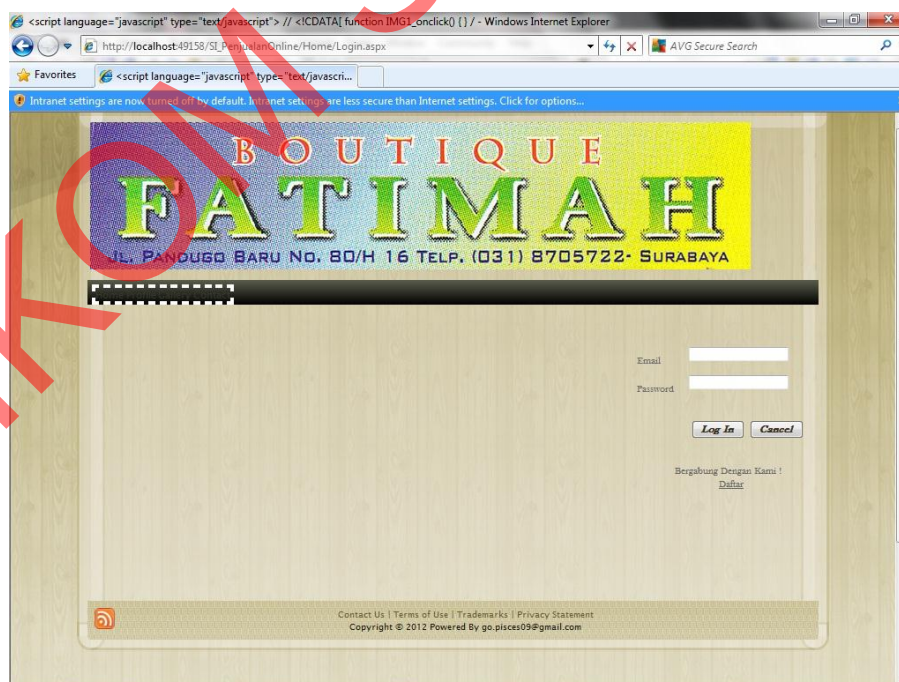 <script language="javascript" type="text/javascript"> // <![CDATA[ function IMG1_onclick() { } / - Windows Internet Explorer
http://localhost:49158/SI_PenjualanOnline/Home/Login.aspx
AVG Secure Search
Favorites
<script language="javascript" type="text/javascri...
Intranet settings are now turned off by default. Intranet settings are less secure than Internet settings. Click for options...
BOUTIQUE
FATIMAH
JL. PANDUGO BARU NO. 80/H 16 TELP. (031) 8705722- SURABAYA
Email
Password
Log In Cancel
Bergabung Dengan Kami !
Daftar
Contact Us | Terms of Use | Trademarks | Privacy Statement
Copyright © 2012 Powered By go.pisces09@gmail.com
KOM